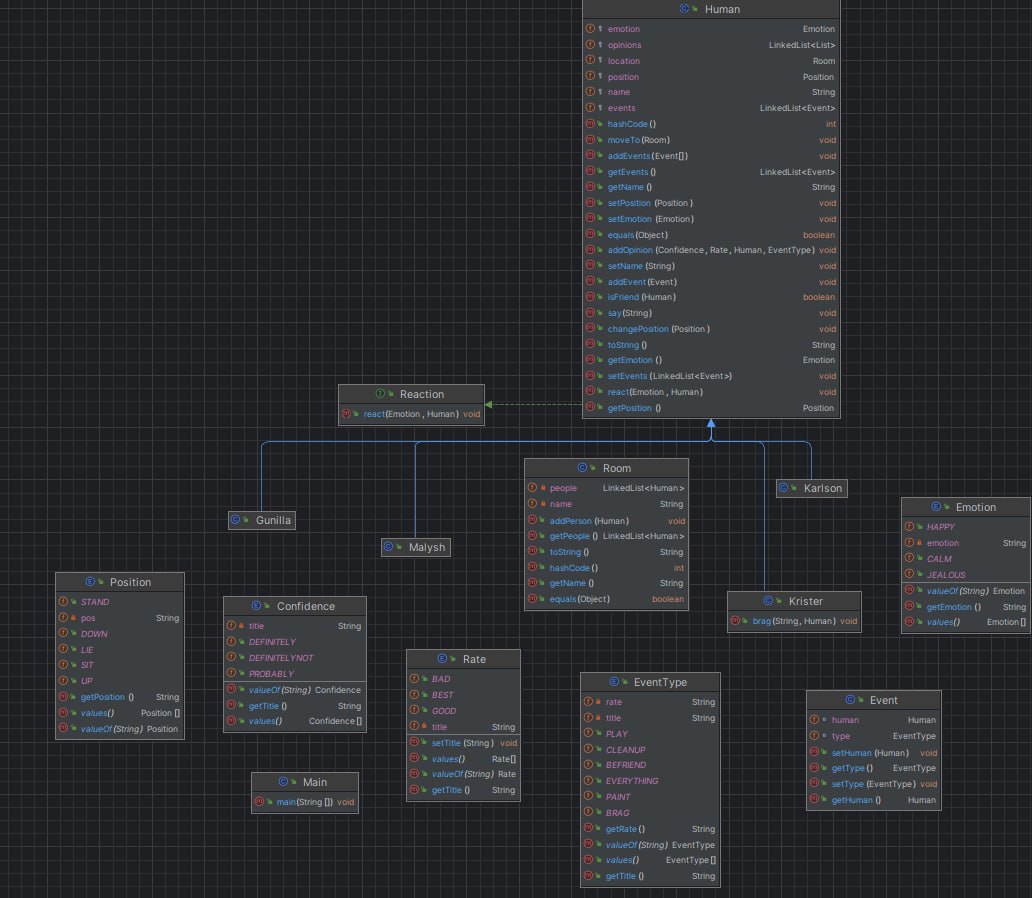 Human
emotion Emotion
opinions LinkedList<List>
location Room
position Position
name String
events LinkedList<Event>
hashCode() int
moveTo(Room) void
addEvents(Event[]) void
getEvents() LinkedList<Event>
getName() String
setPosition(Position) void
setEmotion(Emotion) void
equals(Object) boolean
addOpinion(Confidence, Rate, Human, EventType) void
setName(String) void
addEvent(Event) void
isFriend(Human) boolean
say(String) void
changePosition(Position) void
toString() String
getEmotion() Emotion
setEvents(LinkedList<Event>) void
react(Emotion, Human) void
getPosition() Position
Reaction
react(Emotion, Human) void
Gunilla
Malysh
Room
people LinkedList<Human>
name String
addPerson(Human) void
getPeople() LinkedList<Human>
toString() String
hashCode() int
getName() String
equals(Object) boolean
Karlson
Krister
brag(String, Human) void
Emotion
HAPPY
emotion String
CALM
JEALOUS
valueOf(String) Emotion
getEmotion() String
values() Emotion[]
Position
STAND
pos String
DOWN
LIE
SIT
UP
getPosition() String
values() Position[]
valueOf(String) Position
Confidence
title String
DEFINITELY
DEFINITELYNOT
PROBABLY
valueOf(String) Confidence
getTitle() String
values() Confidence[]
Main
main(String[]) void
Rate
BAD
BEST
GOOD
title String
setTitle(String) void
values() Rate[]
valueOf(String) Rate
getTitle() String
EventType
rate String
title String
PLAY
CLEANUP
BEFRIEND
EVERYTHING
PAINT
BRAG
getRate() String
valueOf(String) EventType
values() EventType[]
getTitle() String
Event
human Human
type EventType
setHuman(Human) void
getType() EventType
setType(EventType) void
getHuman() Human